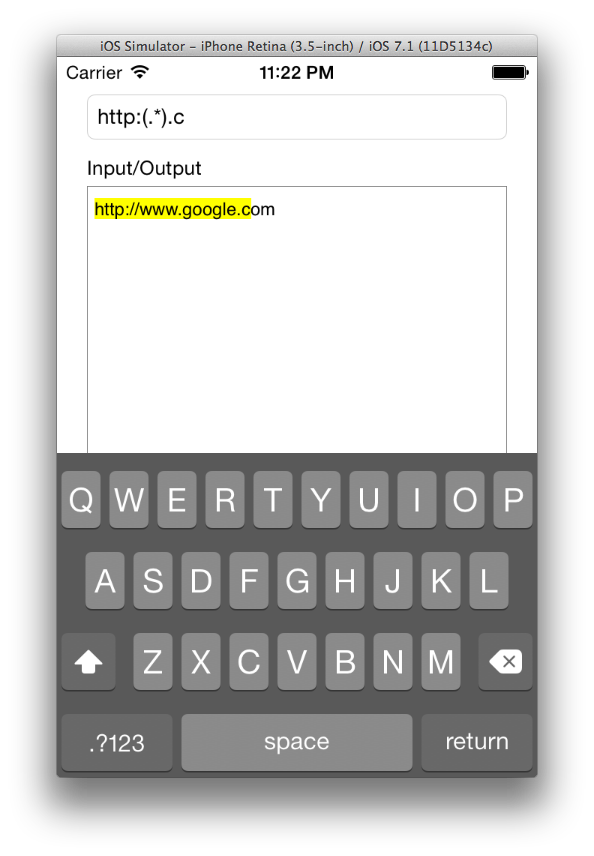 iOS Simulator – iPhone Retina (3.5-inch) / iOS 7.1 (11D5134c)
Carrier 11:22 PM
http:(.*).c
Input/Output
http://www.google.com
Q W E R T Y U I O P
A S D F G H J K L
Z X C V B N M
.?123 space return